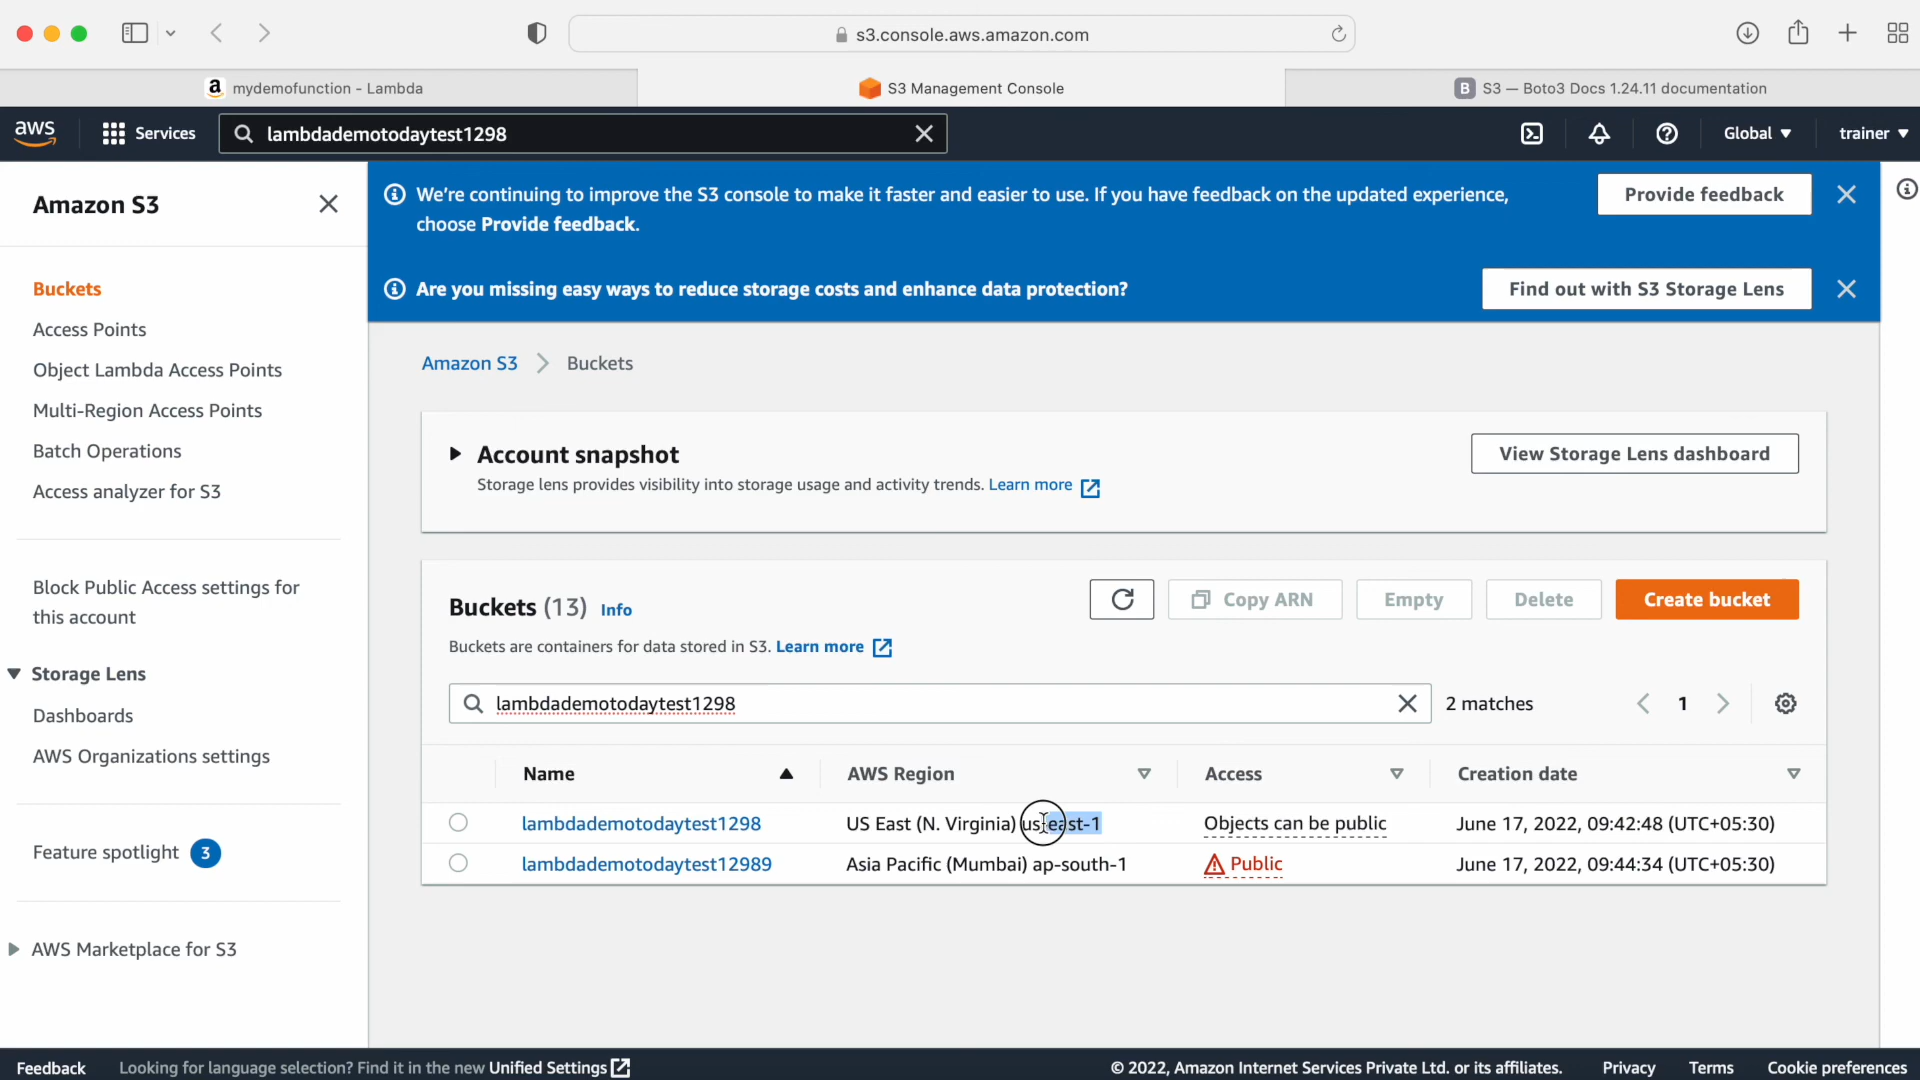 s3.console.aws.amazon.com
a mydemofunction - Lambda
S3 Management Console
B S3 — Boto3 Docs 1.24.11 documentation
aws
Services
lambdademotodaytest1298
Global
trainer
Amazon S3
Buckets
Access Points
Object Lambda Access Points
Multi-Region Access Points
Batch Operations
Access analyzer for S3
Block Public Access settings for
this account
Storage Lens
Dashboards
AWS Organizations settings
Feature spotlight 3
AWS Marketplace for S3
We're continuing to improve the S3 console to make it faster and easier to use. If you have feedback on the updated experience,
choose Provide feedback.
Provide feedback
Are you missing easy ways to reduce storage costs and enhance data protection?
Find out with S3 Storage Lens
Amazon S3 > Buckets
Account snapshot
Storage lens provides visibility into storage usage and activity trends. Learn more
View Storage Lens dashboard
Buckets (13) Info
Copy ARN
Empty
Delete
Create bucket
Buckets are containers for data stored in S3. Learn more
lambdademotodaytest1298
2 matches
1
Name AWS Region Access Creation date
lambdademotodaytest1298 US East (N. Virginia) us-east-1 Objects can be public June 17, 2022, 09:42:48 (UTC+05:30)
lambdademotodaytest12989 Asia Pacific (Mumbai) ap-south-1 Public June 17, 2022, 09:44:34 (UTC+05:30)
Feedback Looking for language selection? Find it in the new Unified Settings © 2022, Amazon Internet Services Private Ltd. or its affiliates. Privacy Terms Cookie preferences